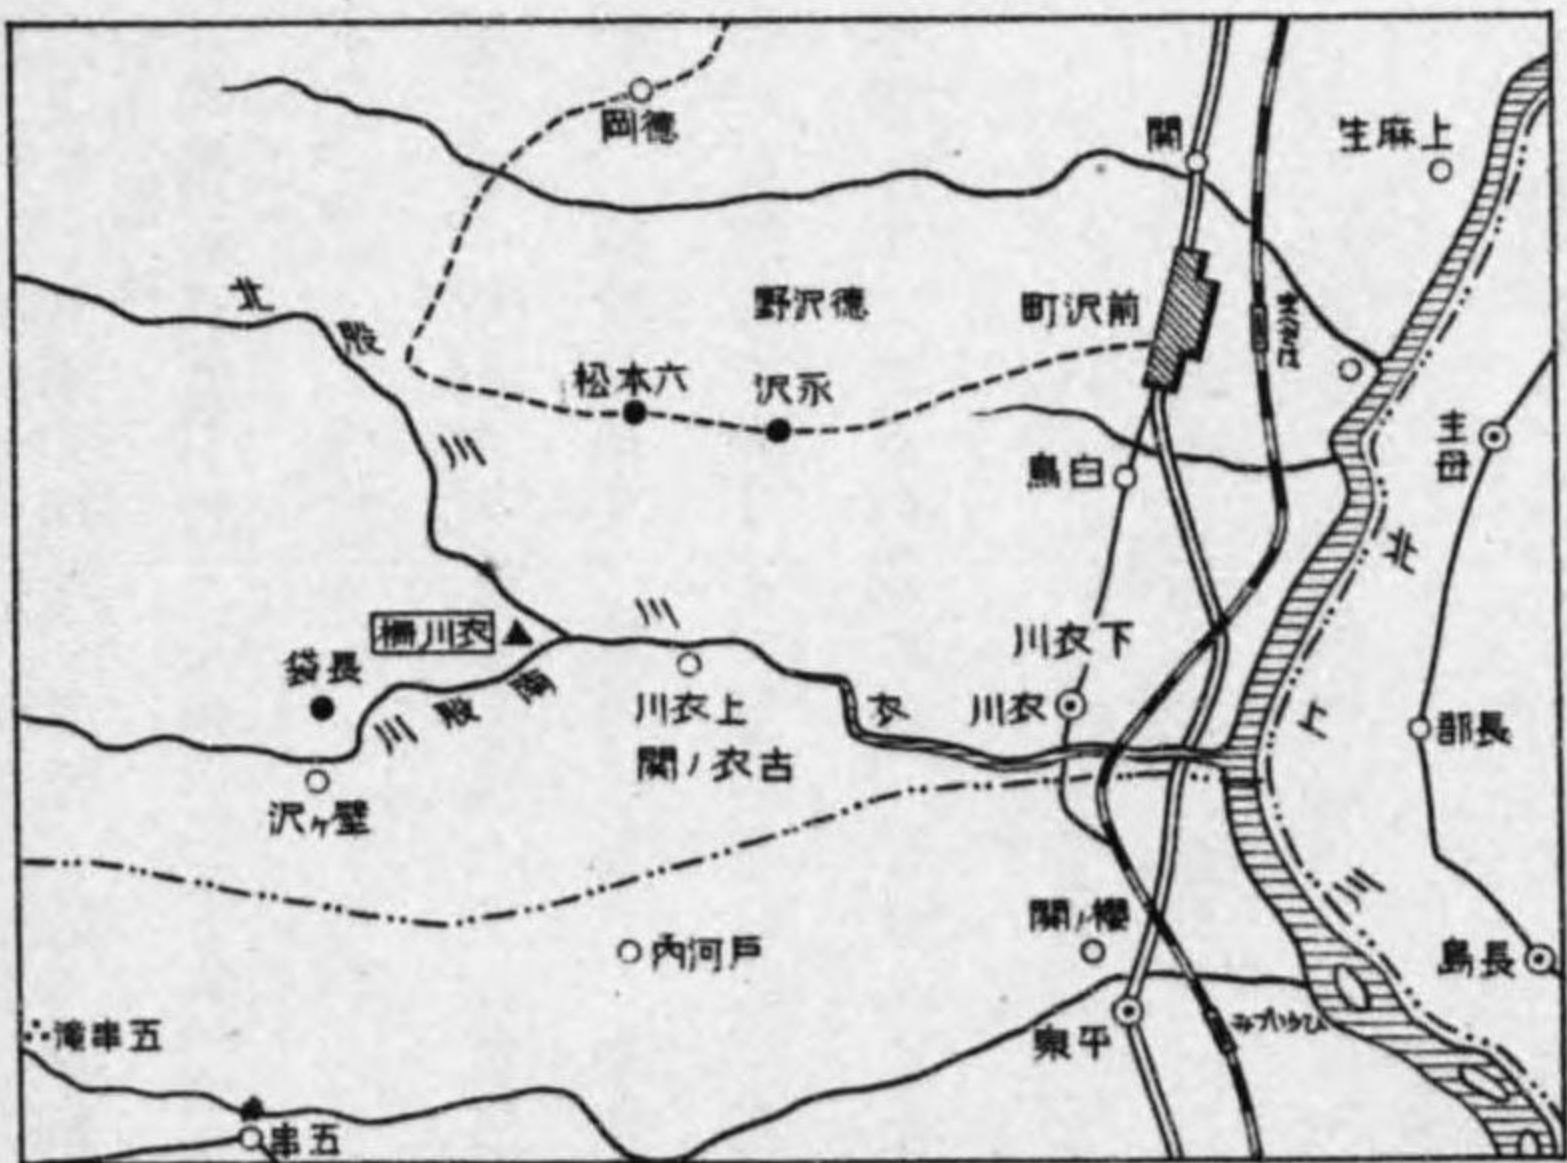 徳岡
関
上麻生
北股川
徳沢野
前沢町
六本松
永沢
白鳥
生母
北上川
衣川柵
衣川
長袋
南股川
上衣川
古衣ノ関
下衣川
衣川
長部
壁ヶ沢
戸河内
櫻ノ関
長島
五串滝
平泉
ひらいづみ
五串